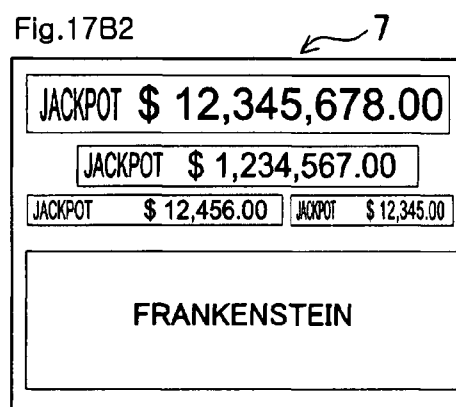 Fig.17B2
7
JACKPOT $ 12,345,678.00
JACKPOT $ 1,234,567.00
JACKPOT $ 12,456.00 JACKPOT $ 12,345.00
FRANKENSTEIN